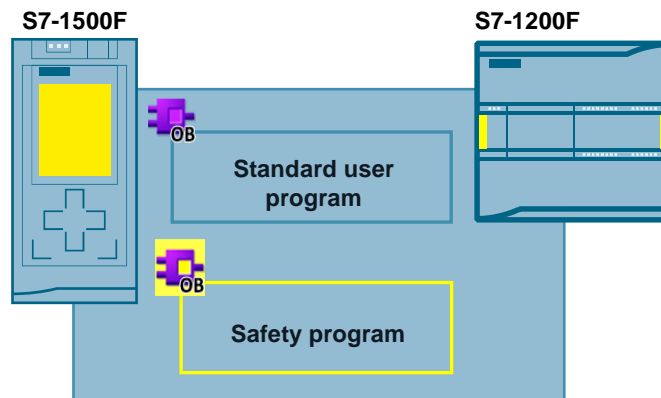 S7-1500F
S7-1200F
OB
Standard user
program
OB
Safety program